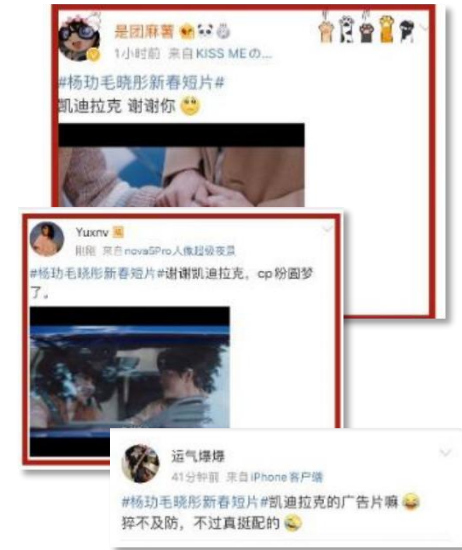 是团麻薯
1小时前 来自 KISS MEの...
#杨玏毛晓彤新春短片#
凯迪拉克 谢谢你
Yuxnv
刚刚 来自 nova5Pro人像超级夜景
#杨玏毛晓彤新春短片#谢谢凯迪拉克，cp粉圆梦
了。
运气爆爆
41分钟前 来自 iPhone客户端
#杨玏毛晓彤新春短片#凯迪拉克的广告片嘛
猝不及防，不过真挺配的